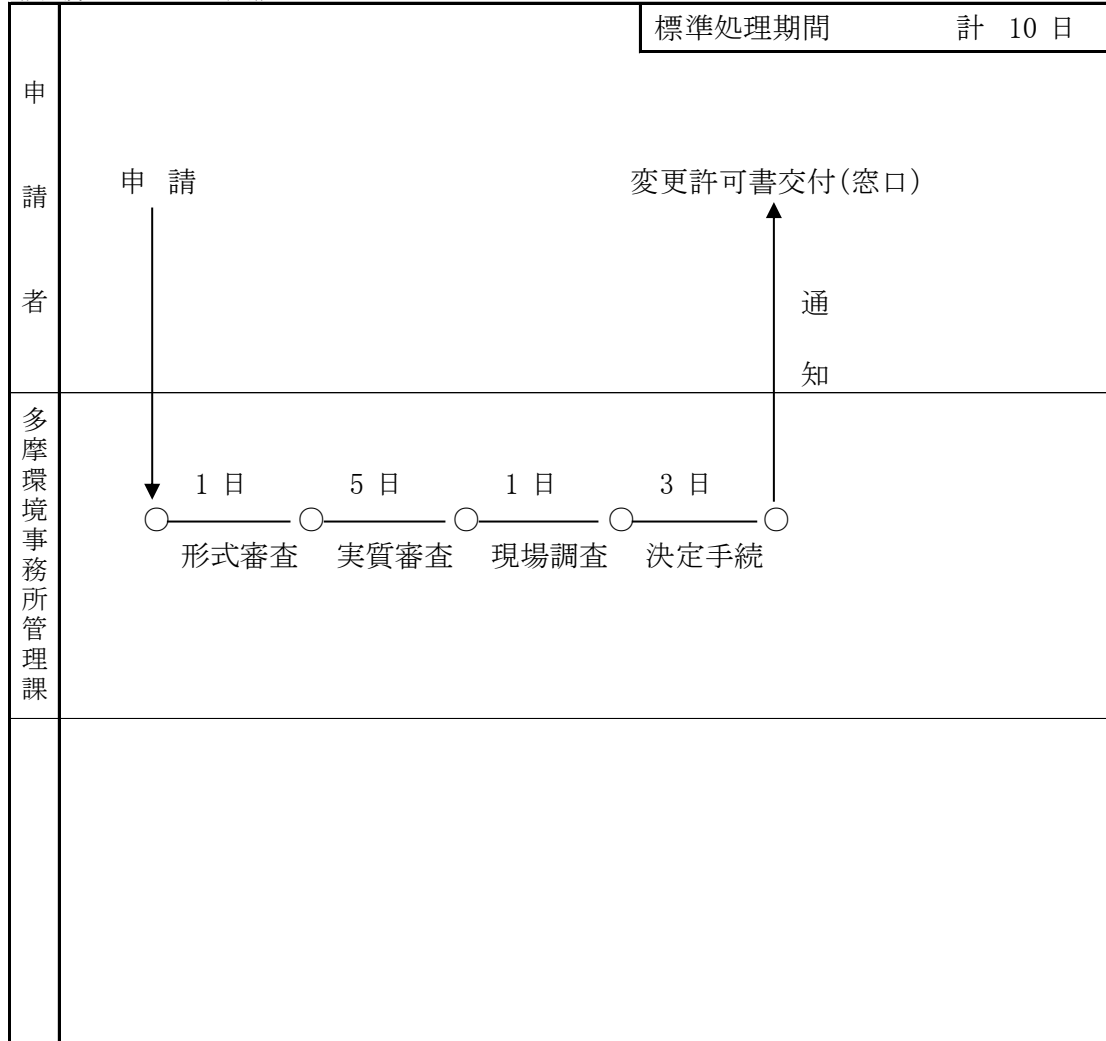 標準処理期間 計 10 日
申請者
申 請
変更許可書交付(窓口)
通知
多摩環境事務所管理課
1 日 5 日 1 日 3 日
形式審査 実質審査 現場調査 決定手続